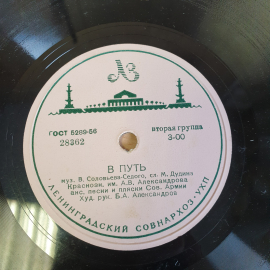 ЛЗ
ГОСТ 5289-56
28362
вторая группа
3-00
В ПУТЬ
муз. В. Соловьева-Седого, сл. М. Дудина
Краснозн. им. А.В. Александрова
анс. песни и пляски Сов. Армии
Худ. рук. Б.А. Александров
ЛЕНИНГРАДСКИЙ СОВНАРХОЗ-УХП